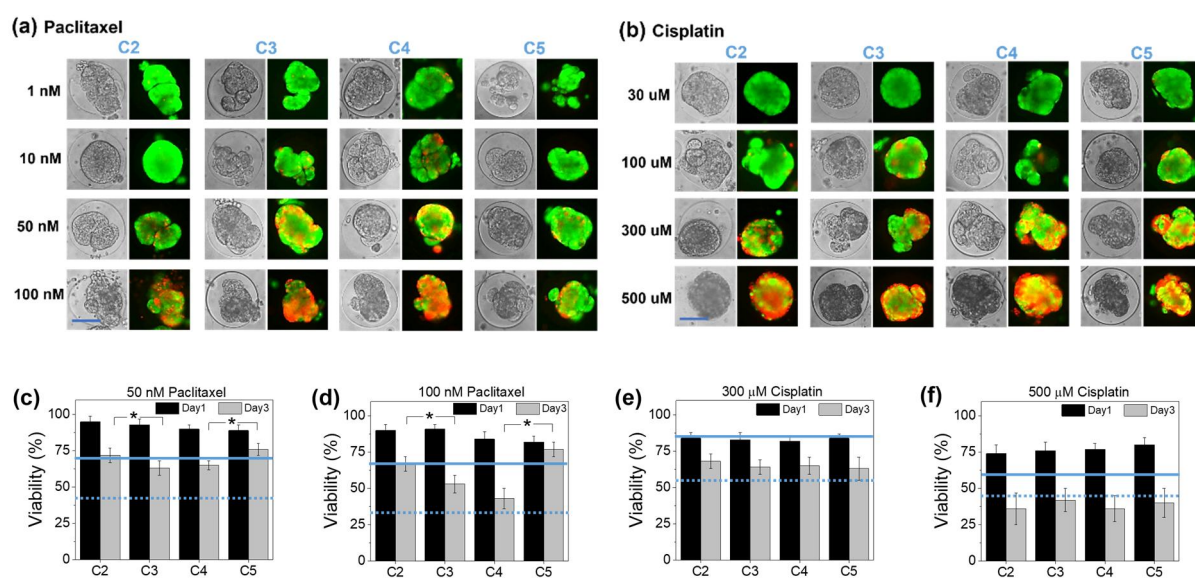 (a) Paclitaxel
C2 C3 C4 C5
1 nM
10 nM
50 nM
100 nM
(b) Cisplatin
C2 C3 C4 C5
30 uM
100 uM
300 uM
500 uM
(c) 50 nM Paclitaxel
Day1 Day3
* *
Viability (%)
100
75
50
25
0
C2 C3 C4 C5
(d) 100 nM Paclitaxel
Day1 Day3
* *
Viability (%)
100
75
50
25
0
C2 C3 C4 C5
(e) 300 μM Cisplatin
Day1 Day3
Viability (%)
100
75
50
25
0
C2 C3 C4 C5
(f) 500 μM Cisplatin
Day1 Day3
Viability (%)
100
75
50
25
0
C2 C3 C4 C5